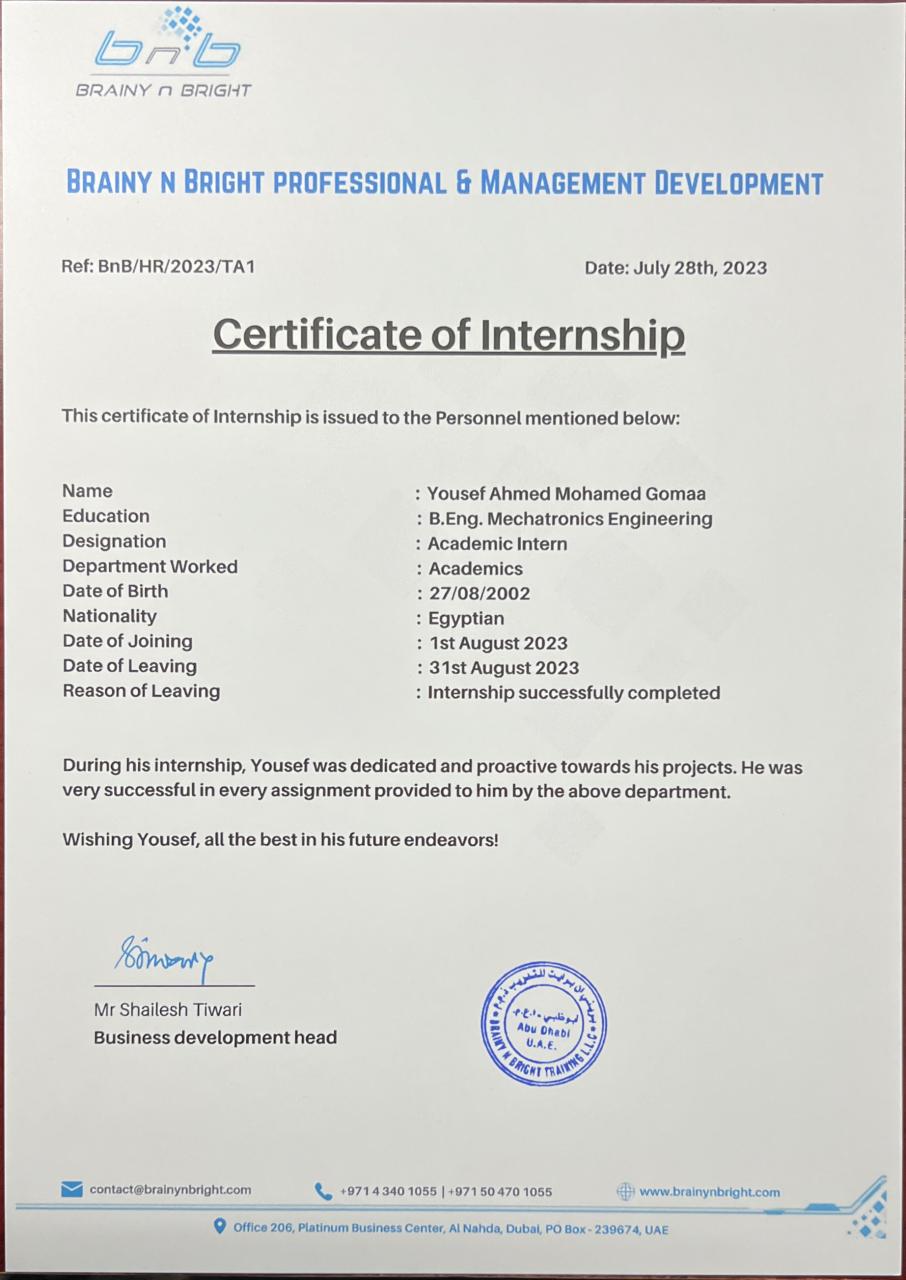 bnb
BRAINY n BRIGHT
BRAINY N BRIGHT PROFESSIONAL & MANAGEMENT DEVELOPMENT
Ref: BnB/HR/2023/TA1 Date: July 28th, 2023
Certificate of Internship
This certificate of Internship is issued to the Personnel mentioned below:
Name : Yousef Ahmed Mohamed Gomaa
Education : B.Eng. Mechatronics Engineering
Designation : Academic Intern
Department Worked : Academics
Date of Birth : 27/08/2002
Nationality : Egyptian
Date of Joining : 1st August 2023
Date of Leaving : 31st August 2023
Reason of Leaving : Internship successfully completed
During his internship, Yousef was dedicated and proactive towards his projects. He was
very successful in every assignment provided to him by the above department.
Wishing Yousef, all the best in his future endeavors!
Mr Shailesh Tiwari
Business development head
بريني ان برايت للتدريب ذ.م.م
أبوظبي - ا.ع.م.
Abu Dhabi
U.A.E.
BRAINY N BRIGHT TRAINING L.L.C
contact@brainynbright.com +971 4 340 1055 | +971 50 470 1055 www.brainynbright.com
Office 206, Platinum Business Center, Al Nahda, Dubai, PO Box - 239674, UAE